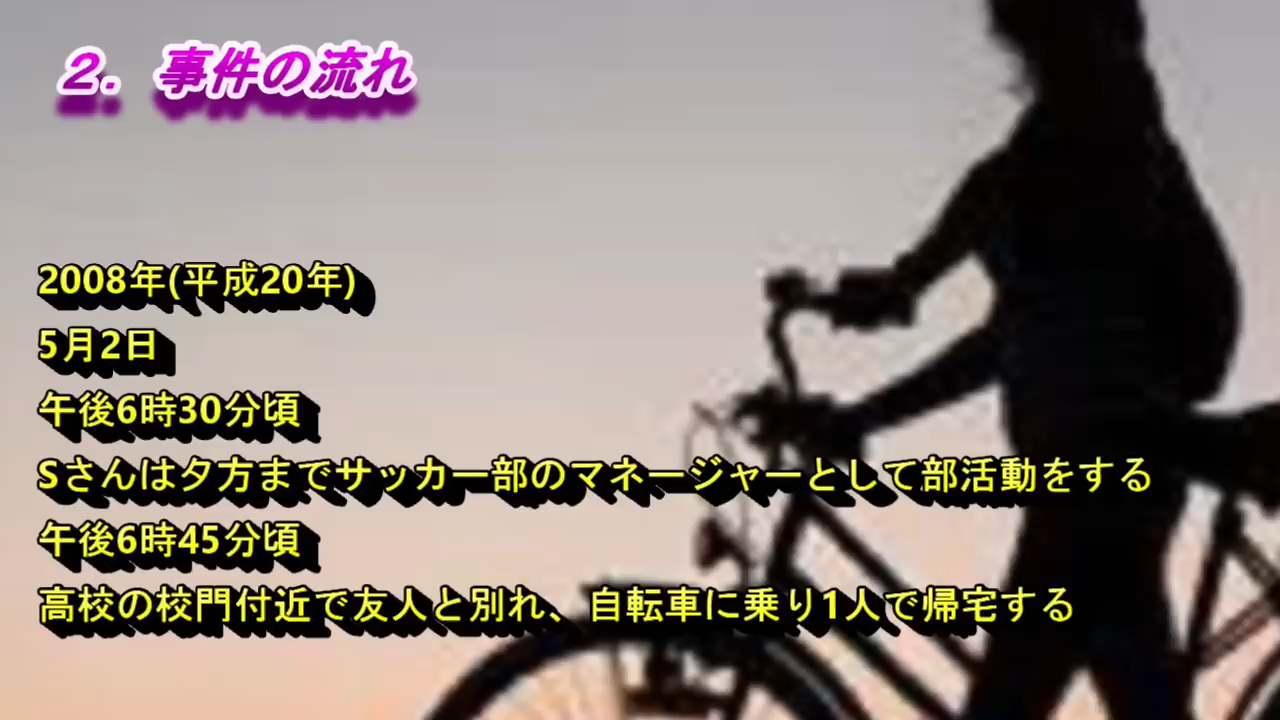 ２．事件の流れ
2008年(平成20年)
5月2日
午後6時30分頃
Sさんは夕方までサッカー部のマネージャーとして部活動をする
午後6時45分頃
高校の校門付近で友人と別れ、自転車に乗り1人で帰宅する